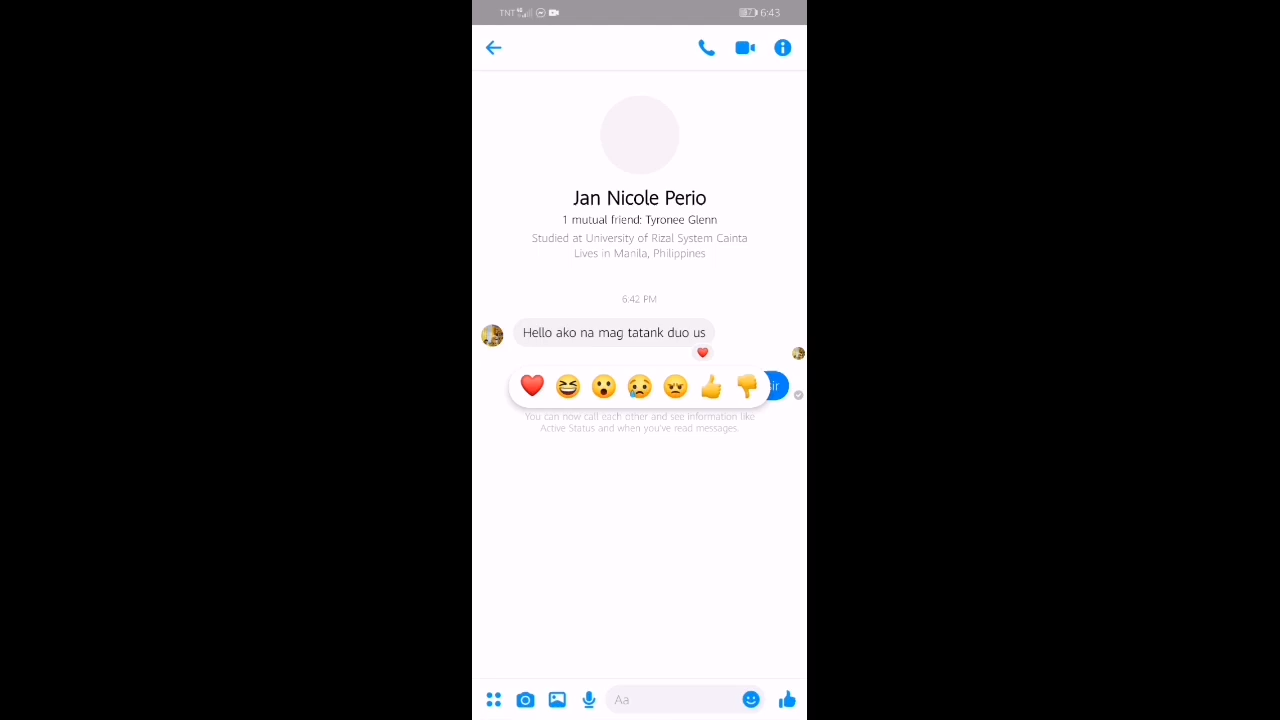 TNT 6:43
Jan Nicole Perio
1 mutual friend: Tyronee Glenn
Studied at University of Rizal System Cainta
Lives in Manila, Philippines
6:42 PM
Hello ako na mag tatank duo us
You can now call each other and see information like
Active Status and when you've read messages.
Aa